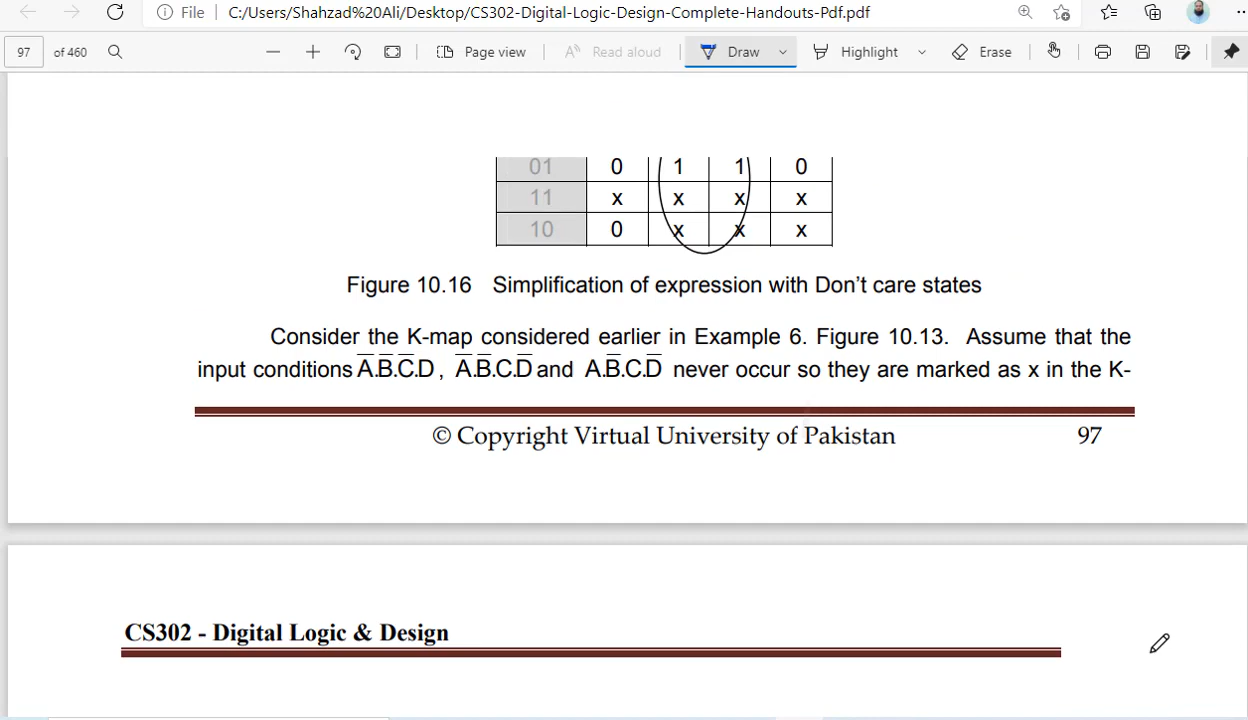 File C:/Users/Shahzad%20Ali/Desktop/CS302-Digital-Logic-Design-Complete-Handouts-Pdf.pdf
97 of 460 Page view Read aloud Draw Highlight Erase
01 0 1 1 0
11 x x x x
10 0 x x x
Figure 10.16 Simplification of expression with Don't care states
Consider the K-map considered earlier in Example 6. Figure 10.13. Assume that the
input conditions A̅.B̅.C̅.D , A̅.B̅.C.D̅ and A.B̅.C.D̅ never occur so they are marked as x in the K-
© Copyright Virtual University of Pakistan 97
CS302 - Digital Logic & Design